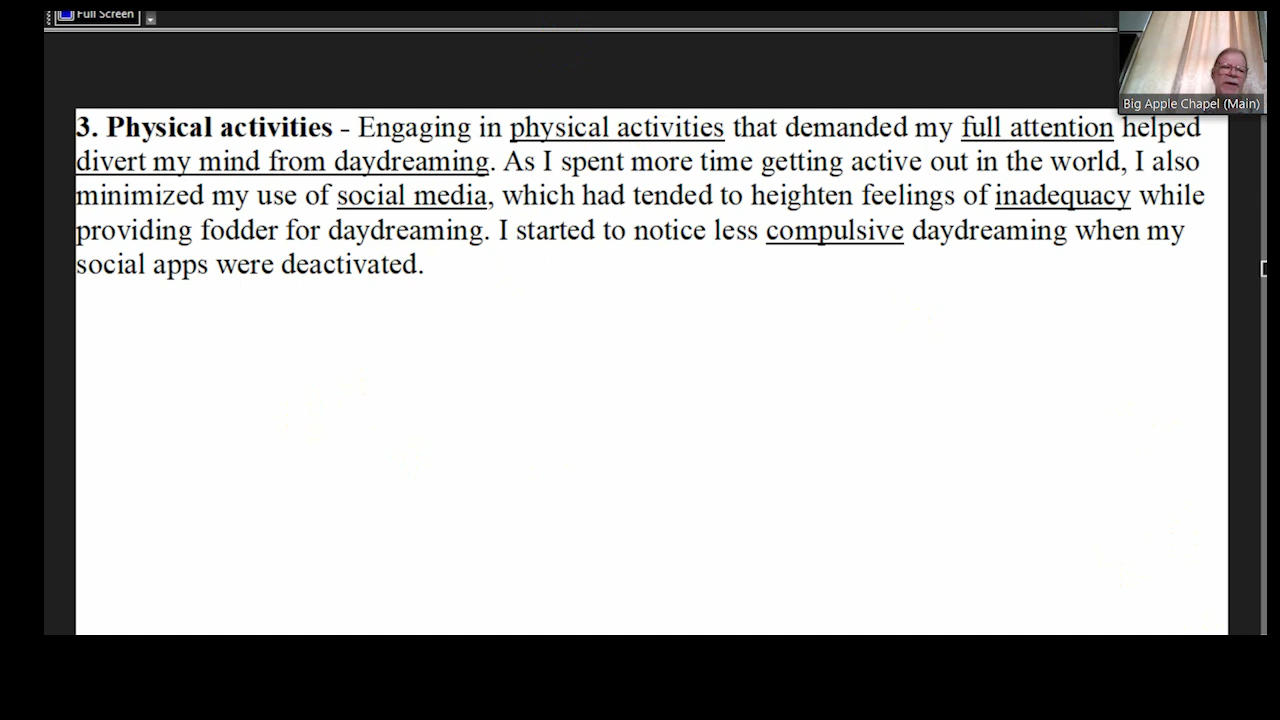 Full Screen
Big Apple Chapel (Main)
3. Physical activities - Engaging in physical activities that demanded my full attention helped
divert my mind from daydreaming. As I spent more time getting active out in the world, I also
minimized my use of social media, which had tended to heighten feelings of inadequacy while
providing fodder for daydreaming. I started to notice less compulsive daydreaming when my
social apps were deactivated.